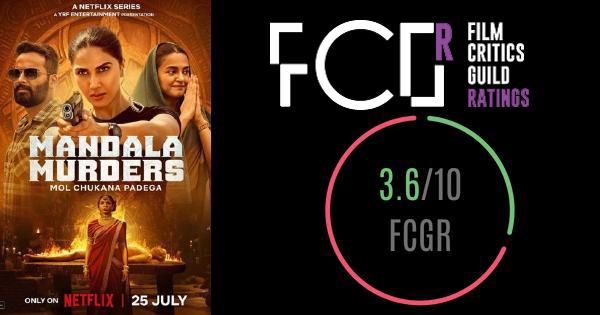 A NETFLIX SERIES
A YRF ENTERTAINMENT PRESENTATION
MANDALA
MURDERS
MOL CHUKANA PADEGA
ONLY ON NETFLIX | 25 JULY
FCGR
FILM
CRITICS
GUILD
RATINGS
3.6/10
FCGR